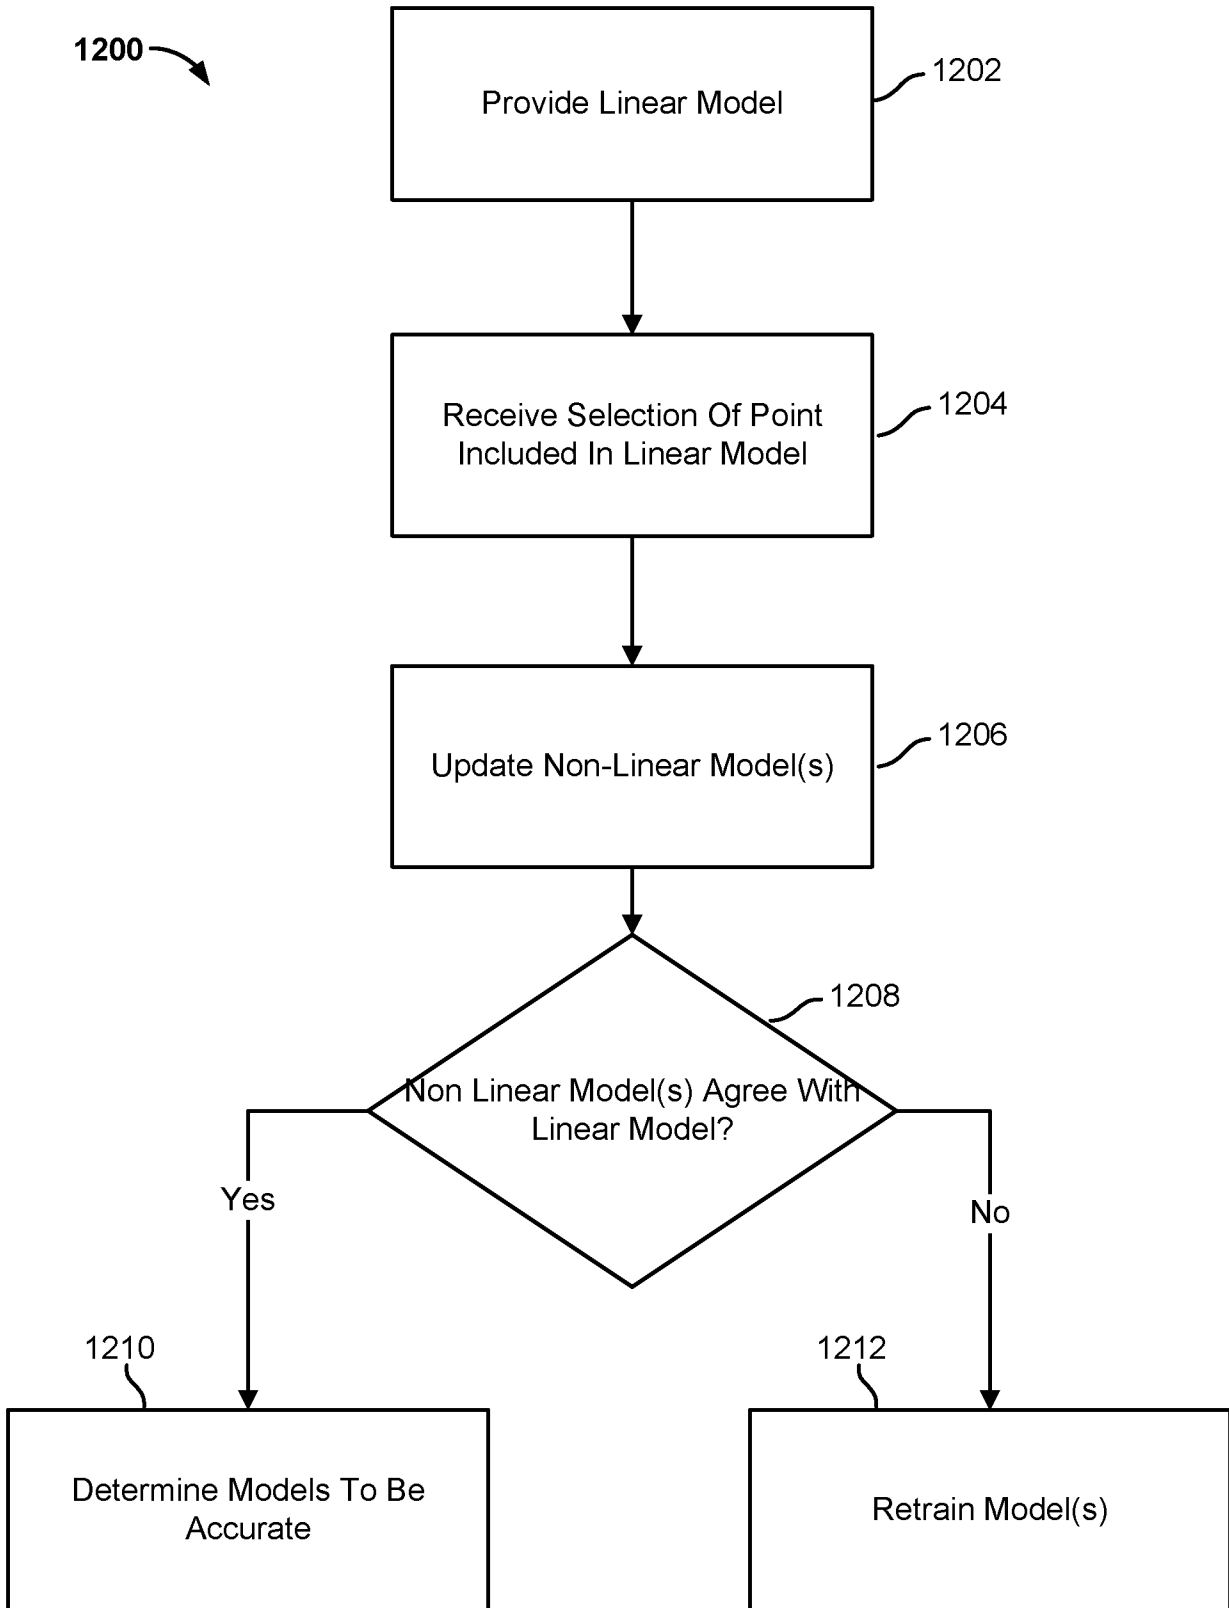 1200
1202
Provide Linear Model
1204
Receive Selection Of Point
Included In Linear Model
1206
Update Non-Linear Model(s)
1208
Non Linear Model(s) Agree With
Linear Model?
Yes
No
1210
1212
Determine Models To Be
Accurate
Retrain Model(s)